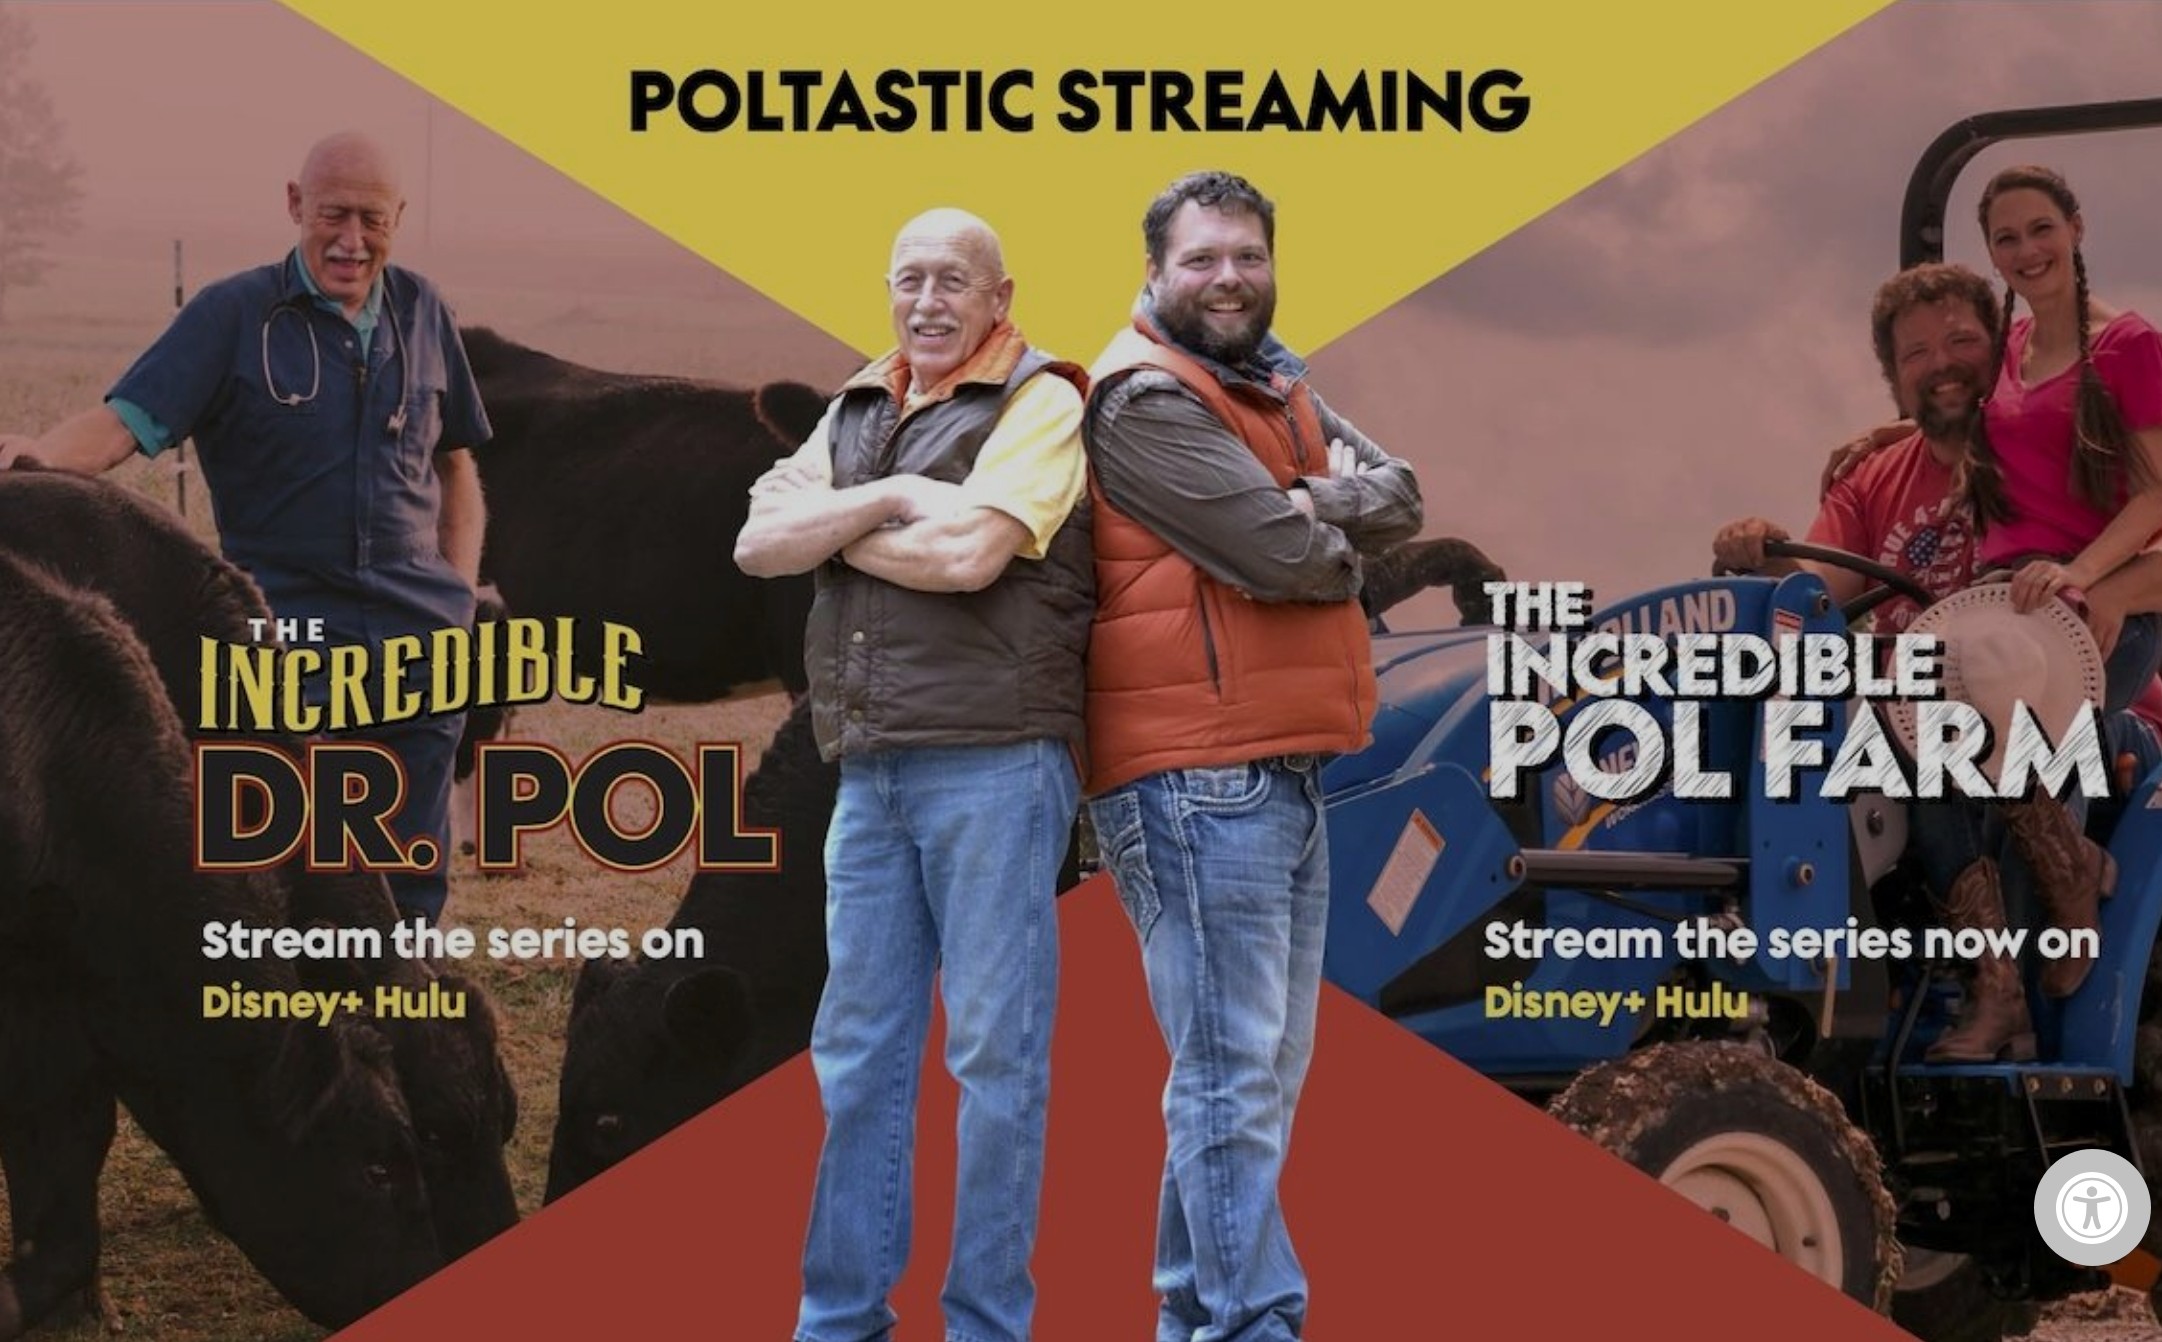 POLTASTIC STREAMING
THE
INCREDIBLE
DR. POL
Stream the series on
Disney+ Hulu
THE
INCREDIBLE
POL FARM
Stream the series now on
Disney+ Hulu